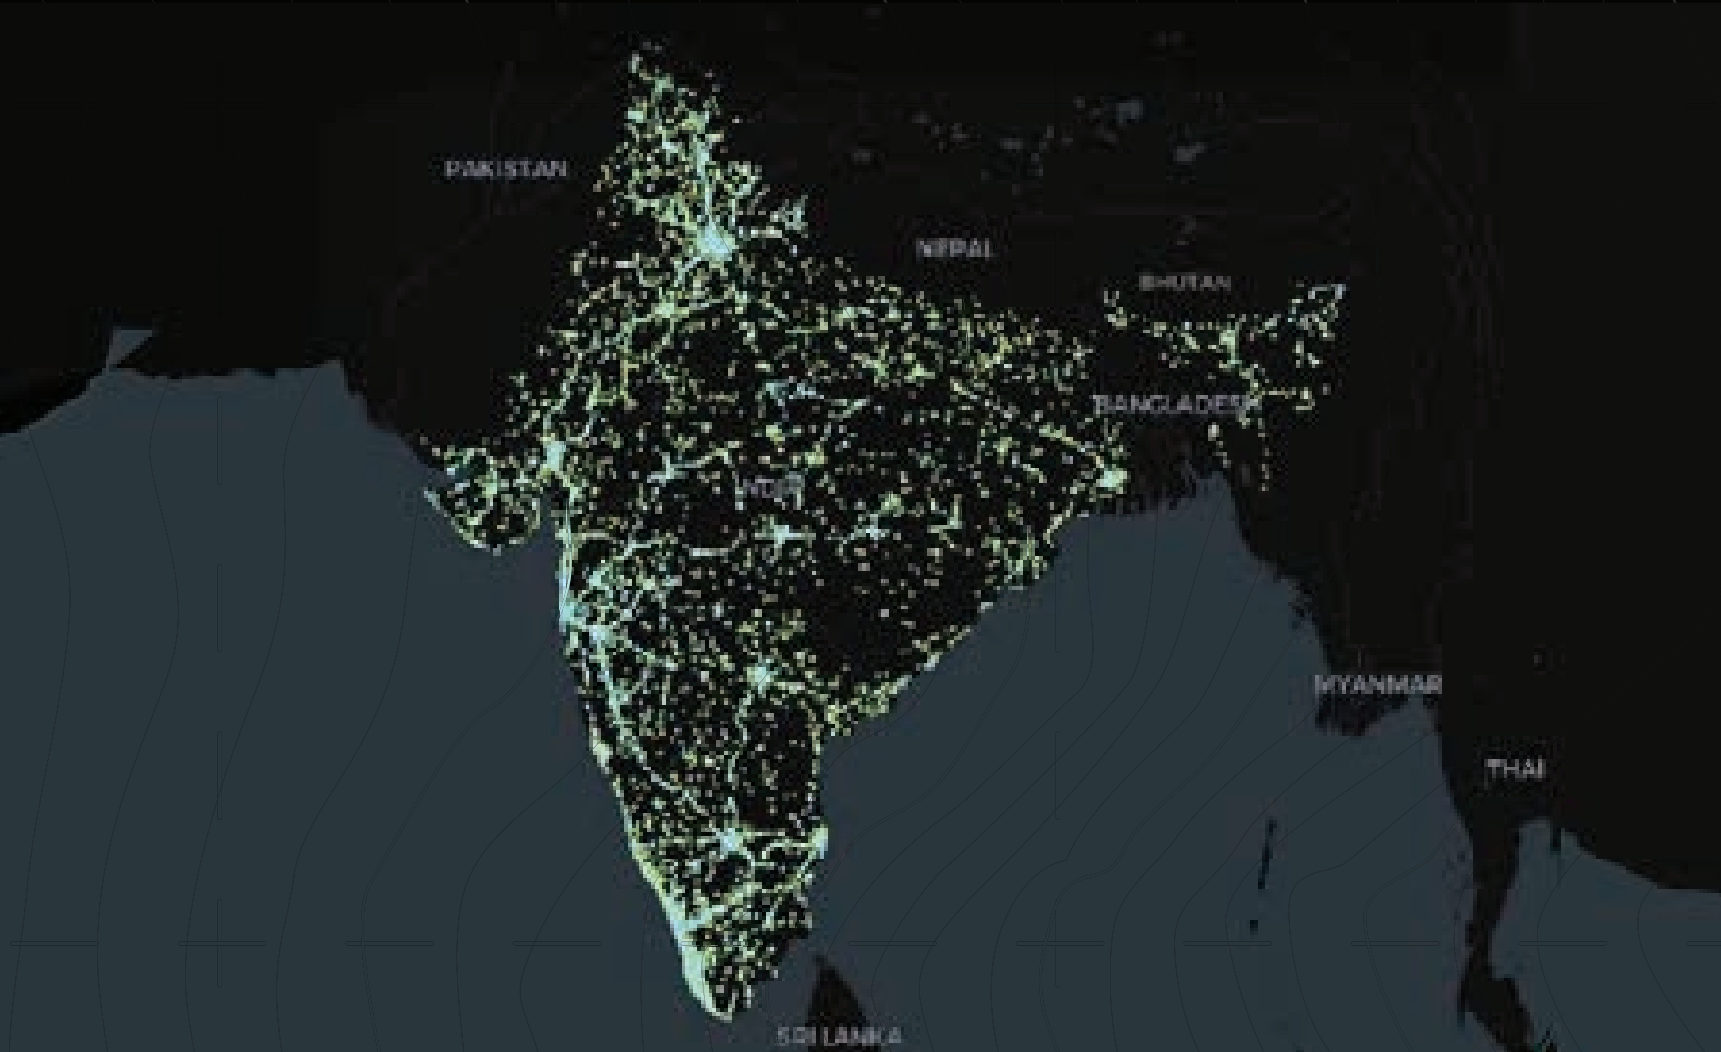 PAKISTAN
NEPAL
BHUTAN
BANGLADESH
INDIA
MYANMAR
THAI
SRI LANKA